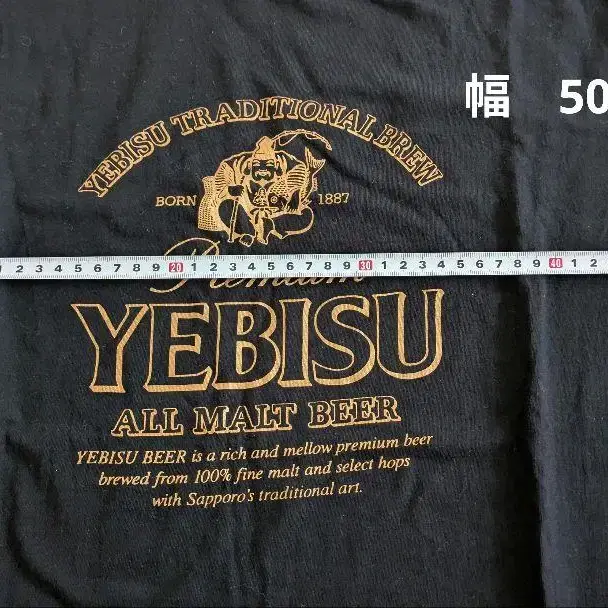 幅 50
YEBISU TRADITIONAL BREW
BORN 1887
2 3 4 5 6 7 8 9 20 1 2 3 4 5 6 7 8 9 30 1 2 3 4 5 6 7 8 9 40 1 2
Premium
YEBISU
ALL MALT BEER
YEBISU BEER is a rich and mellow premium beer
brewed from 100% fine malt and select hops
with Sapporo's traditional art.